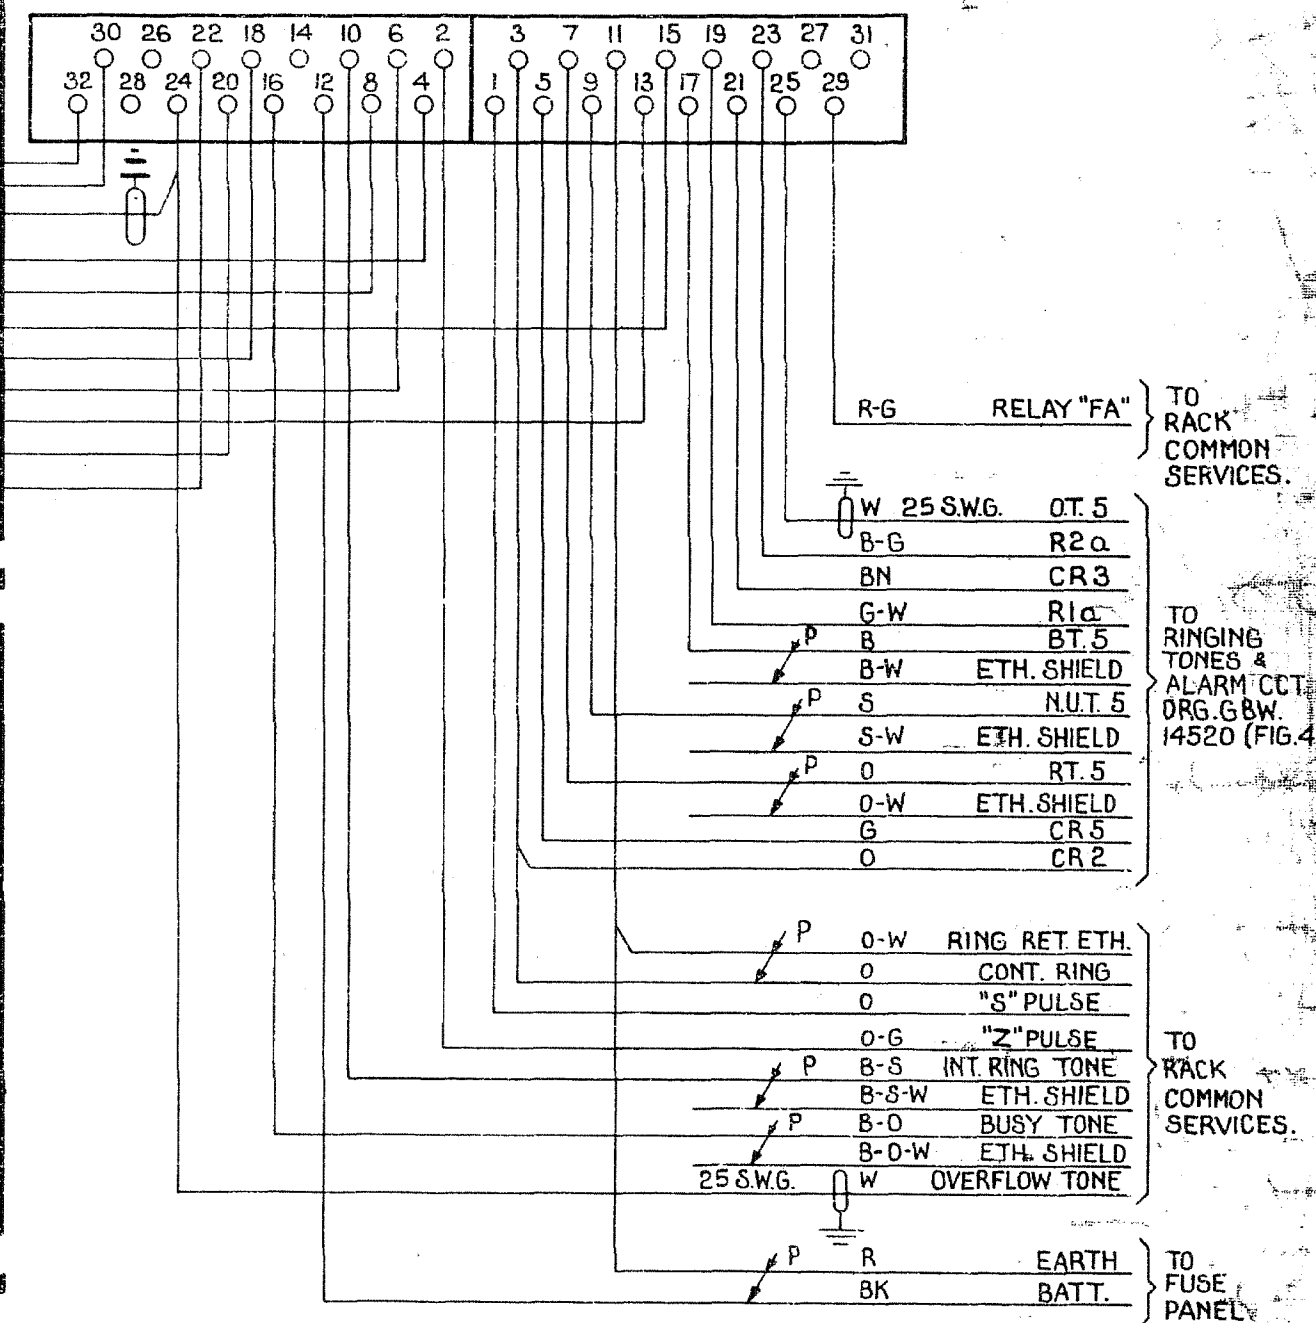 30 26 22 18 14 10 6 2 3 7 11 15 19 23 27 31
32 28 24 20 16 12 8 4 1 5 9 13 17 21 25 29
R-G RELAY "FA"
TO
RACK
COMMON
SERVICES.
W 25 S.W.G. O.T. 5
B-G R2a
BN CR3
G-W R1a
P B BT.5
B-W ETH. SHIELD
P S N.U.T. 5
S-W ETH. SHIELD
P O RT. 5
O-W ETH. SHIELD
G CR5
O CR2
TO
RINGING
TONES &
ALARM CCT
DRG.GBW.
14520 (FIG.4
P O-W RING RET. ETH.
O CONT. RING
O "S" PULSE
O-G "Z" PULSE
P B-S INT. RING TONE
B-S-W ETH. SHIELD
P B-O BUSY TONE
B-O-W ETH. SHIELD
25 S.W.G. W OVERFLOW TONE
TO
RACK
COMMON
SERVICES.
P R EARTH
BK BATT.
TO
FUSE
PANEL